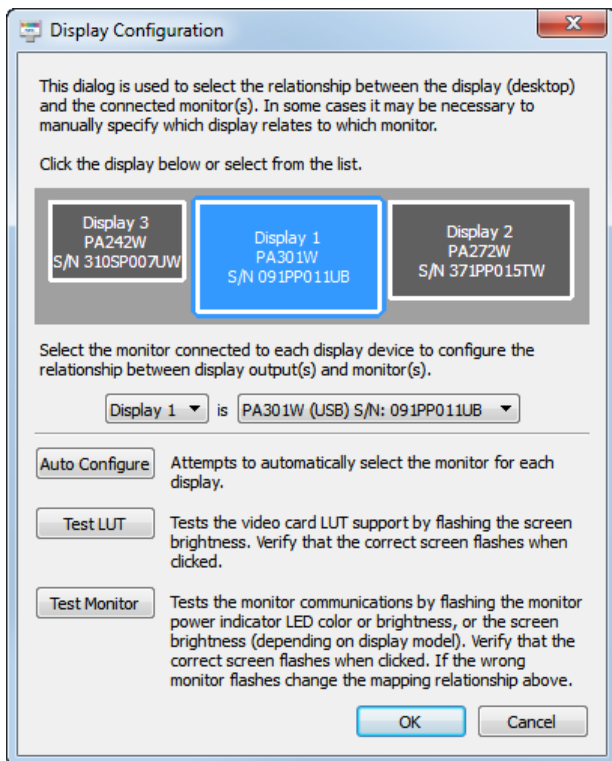 Display Configuration
This dialog is used to select the relationship between the display (desktop)
and the connected monitor(s). In some cases it may be necessary to
manually specify which display relates to which monitor.
Click the display below or select from the list.
Display 3
PA242W
S/N 310SP007UW
Display 1
PA301W
S/N 091PP011UB
Display 2
PA272W
S/N 371PP015TW
Select the monitor connected to each display device to configure the
relationship between display output(s) and monitor(s).
Display 1 is PA301W (USB) S/N: 091PP011UB
Auto Configure
Attempts to automatically select the monitor for each
display.
Test LUT
Tests the video card LUT support by flashing the screen
brightness. Verify that the correct screen flashes when
clicked.
Test Monitor
Tests the monitor communications by flashing the monitor
power indicator LED color or brightness, or the screen
brightness (depending on display model). Verify that the
correct screen flashes when clicked. If the wrong
monitor flashes change the mapping relationship above.
OK
Cancel